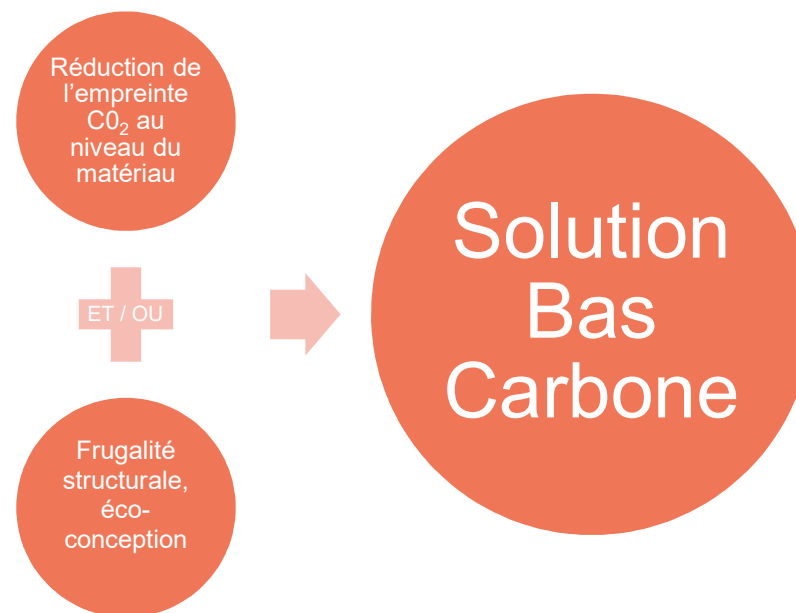 Réduction de
l’empreinte
C0₂ au
niveau du
matériau
ET / OU
Frugalité
structurale,
éco-
conception
Solution
Bas
Carbone